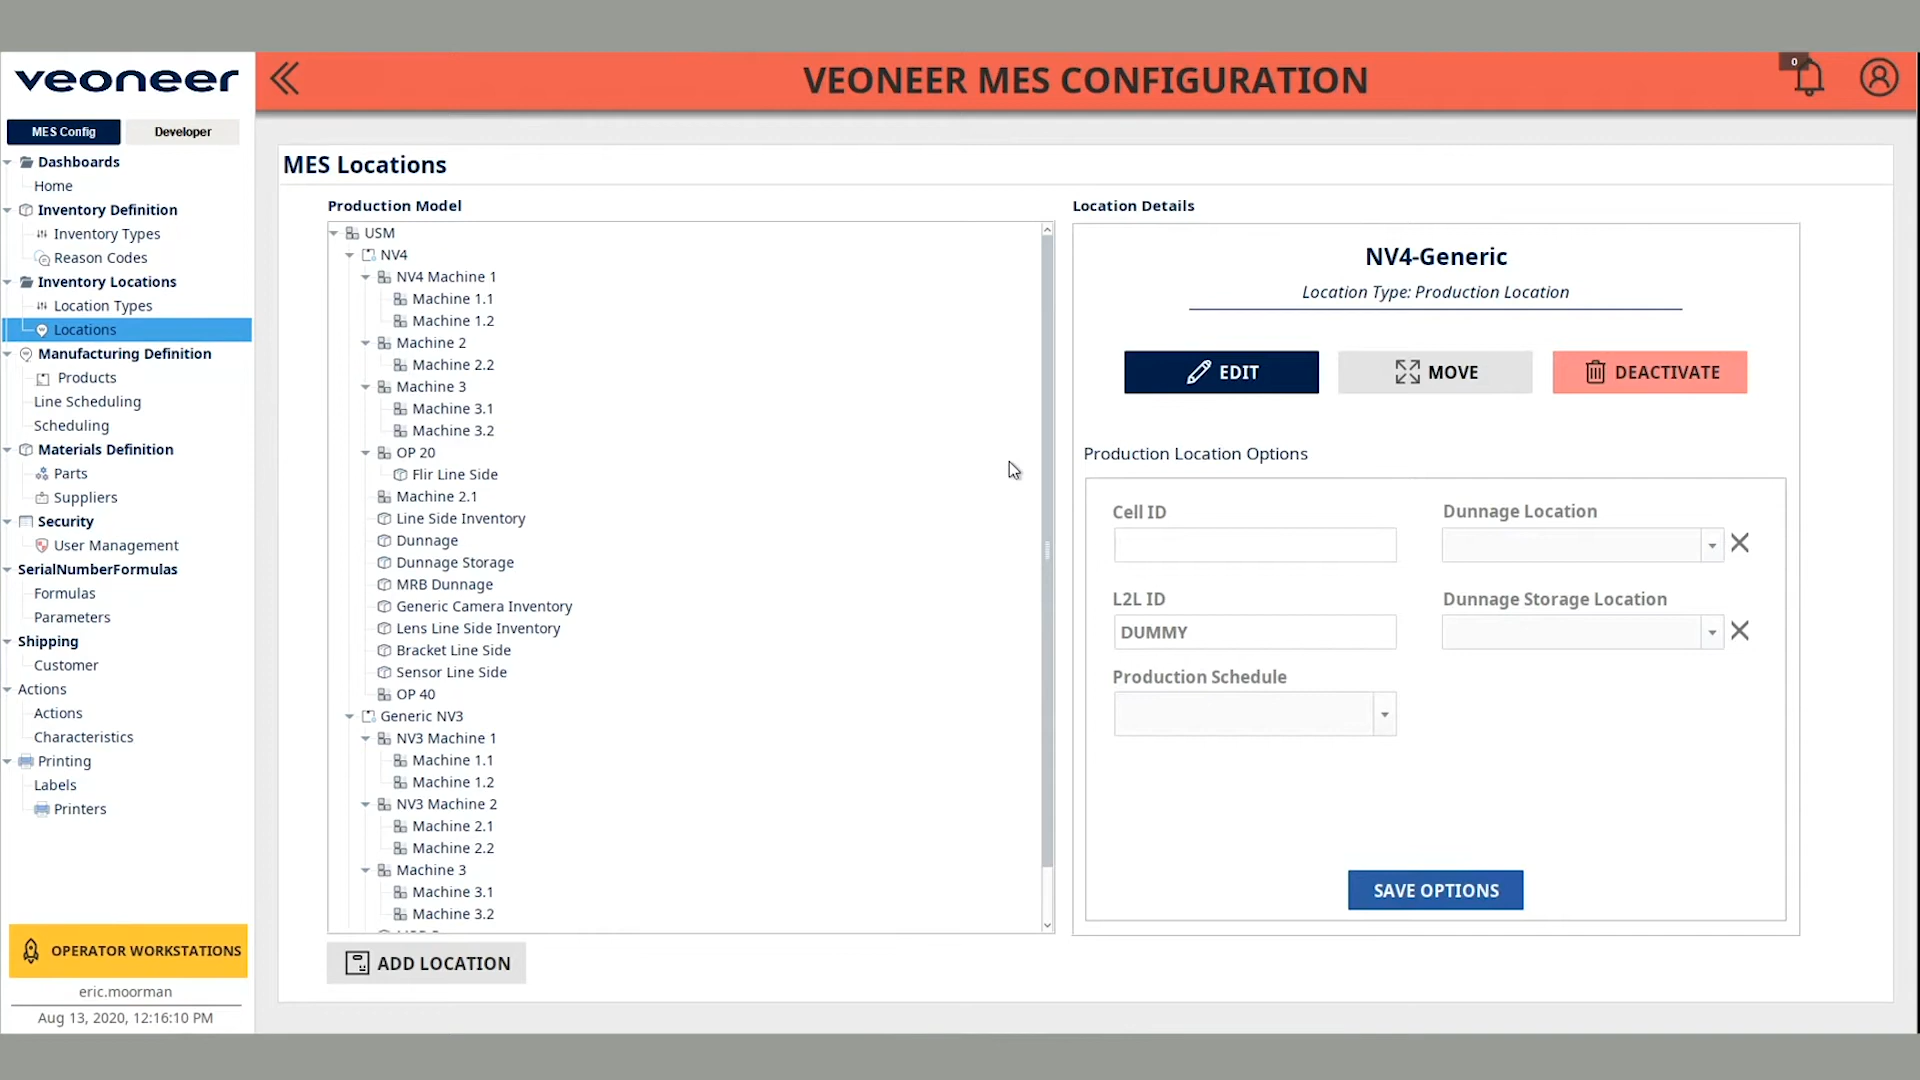 veoneer
VEONEER MES CONFIGURATION
0
MES Config
Developer
Dashboards
Home
Inventory Definition
Inventory Types
Reason Codes
Inventory Locations
Location Types
Locations
Manufacturing Definition
Products
Line Scheduling
Scheduling
Materials Definition
Parts
Suppliers
Security
User Management
SerialNumberFormulas
Formulas
Parameters
Shipping
Customer
Actions
Actions
Characteristics
Printing
Labels
Printers
OPERATOR WORKSTATIONS
eric.moorman
Aug 13, 2020, 12:16:10 PM
MES Locations
Production Model
USM
NV4
NV4 Machine 1
Machine 1.1
Machine 1.2
Machine 2
Machine 2.2
Machine 3
Machine 3.1
Machine 3.2
OP 20
Flir Line Side
Machine 2.1
Line Side Inventory
Dunnage
Dunnage Storage
MRB Dunnage
Generic Camera Inventory
Lens Line Side Inventory
Bracket Line Side
Sensor Line Side
OP 40
Generic NV3
NV3 Machine 1
Machine 1.1
Machine 1.2
NV3 Machine 2
Machine 2.1
Machine 2.2
Machine 3
Machine 3.1
Machine 3.2
ADD LOCATION
Location Details
NV4-Generic
Location Type: Production Location
EDIT
MOVE
DEACTIVATE
Production Location Options
Cell ID
Dunnage Location
L2L ID
Dunnage Storage Location
DUMMY
Production Schedule
SAVE OPTIONS